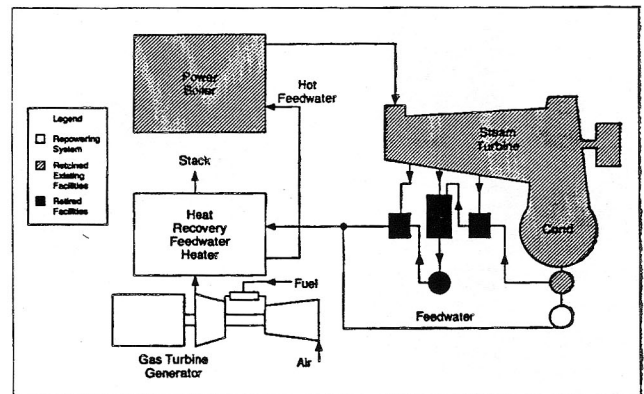 Power
Boiler
Hot
Feedwater
Steam
Turbine
Legend
Repowering
System
Retained
Existing
Facilities
Retired
Facilities
Stack
Heat
Recovery
Feedwater
Heater
Cond
Fuel
Feedwater
Air
Gas Turbine
Generator